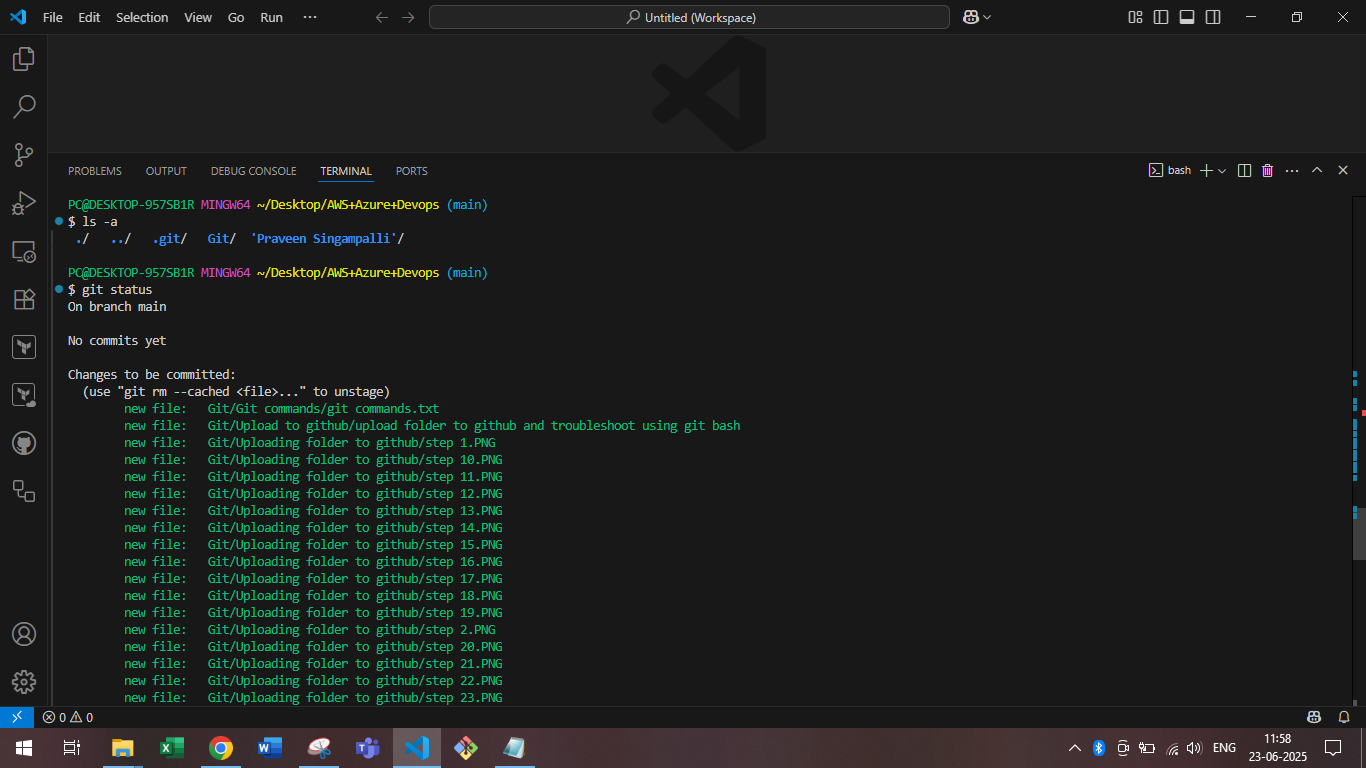 File Edit Selection View Go Run ··· Untitled (Workspace)
PROBLEMS OUTPUT DEBUG CONSOLE TERMINAL PORTS bash
PC@DESKTOP-957SB1R MINGW64 ~/Desktop/AWS+Azure+Devops (main)
$ ls -a
./ ../ .git/ Git/ 'Praveen Singampalli'/
PC@DESKTOP-957SB1R MINGW64 ~/Desktop/AWS+Azure+Devops (main)
$ git status
On branch main
No commits yet
Changes to be committed:
(use "git rm --cached <file>..." to unstage)
new file: Git/Git commands/git commands.txt
new file: Git/Upload to github/upload folder to github and troubleshoot using git bash
new file: Git/Uploading folder to github/step 1.PNG
new file: Git/Uploading folder to github/step 10.PNG
new file: Git/Uploading folder to github/step 11.PNG
new file: Git/Uploading folder to github/step 12.PNG
new file: Git/Uploading folder to github/step 13.PNG
new file: Git/Uploading folder to github/step 14.PNG
new file: Git/Uploading folder to github/step 15.PNG
new file: Git/Uploading folder to github/step 16.PNG
new file: Git/Uploading folder to github/step 17.PNG
new file: Git/Uploading folder to github/step 18.PNG
new file: Git/Uploading folder to github/step 19.PNG
new file: Git/Uploading folder to github/step 2.PNG
new file: Git/Uploading folder to github/step 20.PNG
new file: Git/Uploading folder to github/step 21.PNG
new file: Git/Uploading folder to github/step 22.PNG
new file: Git/Uploading folder to github/step 23.PNG
0 0
ENG 11:58
23-06-2025